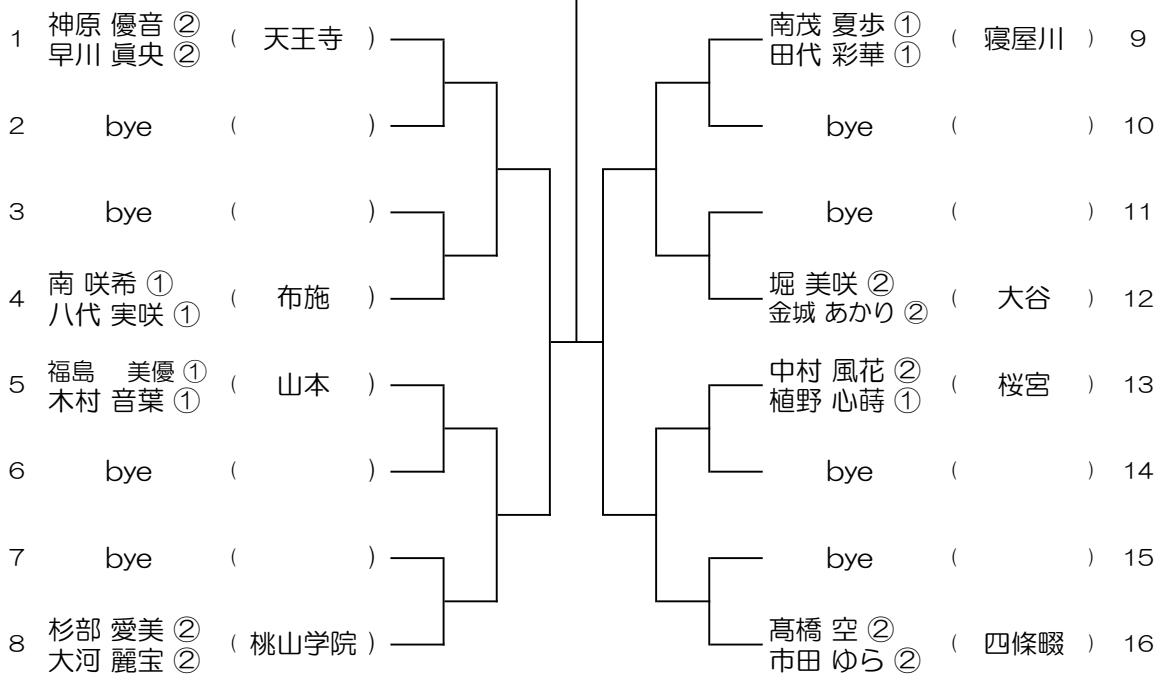 1 神原 優音 ② ( 天王寺 )
早川 眞央 ②
2 bye ( )
3 bye ( )
4 南 咲希 ① ( 布施 )
八代 実咲 ①
5 福島　美優 ① ( 山本 )
木村 音葉 ①
6 bye ( )
7 bye ( )
8 杉部 愛美 ② ( 桃山学院 )
大河 麗宝 ②
南茂 夏歩 ① ( 寝屋川 ) 9
田代 彩華 ①
bye ( ) 10
bye ( ) 11
堀 美咲 ② ( 大谷 ) 12
金城 あかり ②
中村 風花 ② ( 桜宮 ) 13
植野 心蒔 ①
bye ( ) 14
bye ( ) 15
髙橋 空 ② ( 四條畷 ) 16
市田 ゆら ②